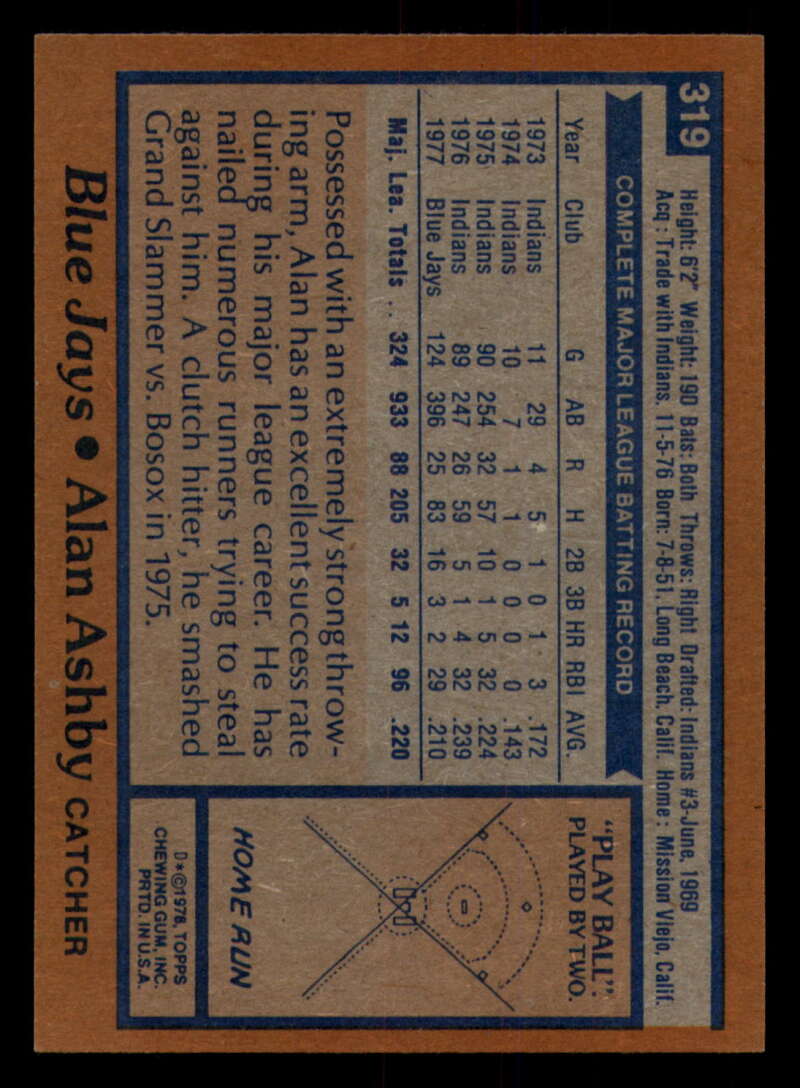 319
Height: 6'2" Weight: 190 Bats: Both Throws: Right Drafted: Indians #3-June, 1969
Acq: Trade with Indians, 11-5-76 Born: 7-8-51, Long Beach, Calif. Home: Mission Viejo, Calif.
COMPLETE MAJOR LEAGUE BATTING RECORD
Year Club G AB R H 2B 3B HR RBI AVG.
1973 Indians 11 29 4 5 1 0 1 3 .172
1974 Indians 10 7 1 1 0 0 0 0 .143
1975 Indians 90 254 32 57 10 1 5 32 .224
1976 Indians 89 247 26 59 5 1 4 32 .239
1977 Blue Jays 124 396 25 83 16 3 2 29 .210
Maj. Lea. Totals .. 324 933 88 205 32 5 12 96 .220
Possessed with an extremely strong throw-
ing arm, Alan has an excellent success rate
during his major league career. He has
nailed numerous runners trying to steal
against him. A clutch hitter, he smashed
Grand Slammer vs. Bosox in 1975.
"PLAY BALL"
PLAYED BY TWO.
HOME RUN
D*©1978, TOPPS
CHEWING GUM, INC.
PRTD. IN U.S.A.
Blue Jays • Alan Ashby CATCHER